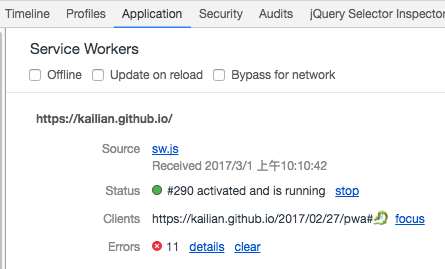 Timeline Profiles Application Security Audits jQuery Selector Inspector
Service Workers
Offline Update on reload Bypass for network
https://kailian.github.io/
Source sw.js
Received 2017/3/1 上午10:10:42
Status #290 activated and is running stop
Clients https://kailian.github.io/2017/02/27/pwa#🐉 focus
Errors 11 details clear